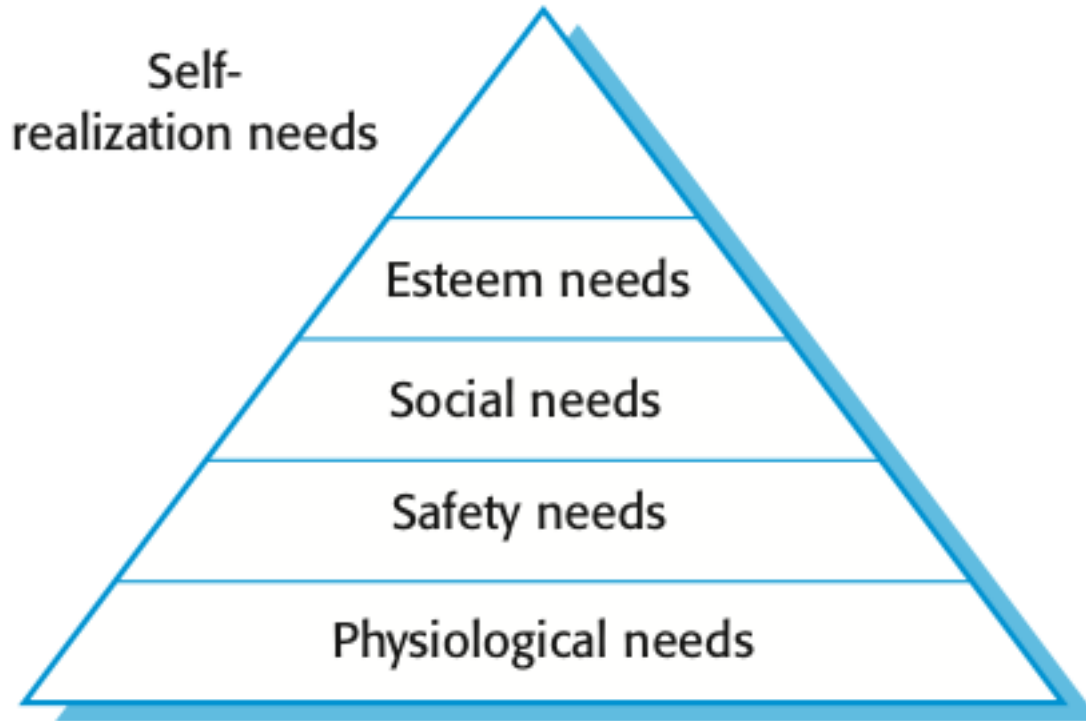 Self-
realization needs
Esteem needs
Social needs
Safety needs
Physiological needs